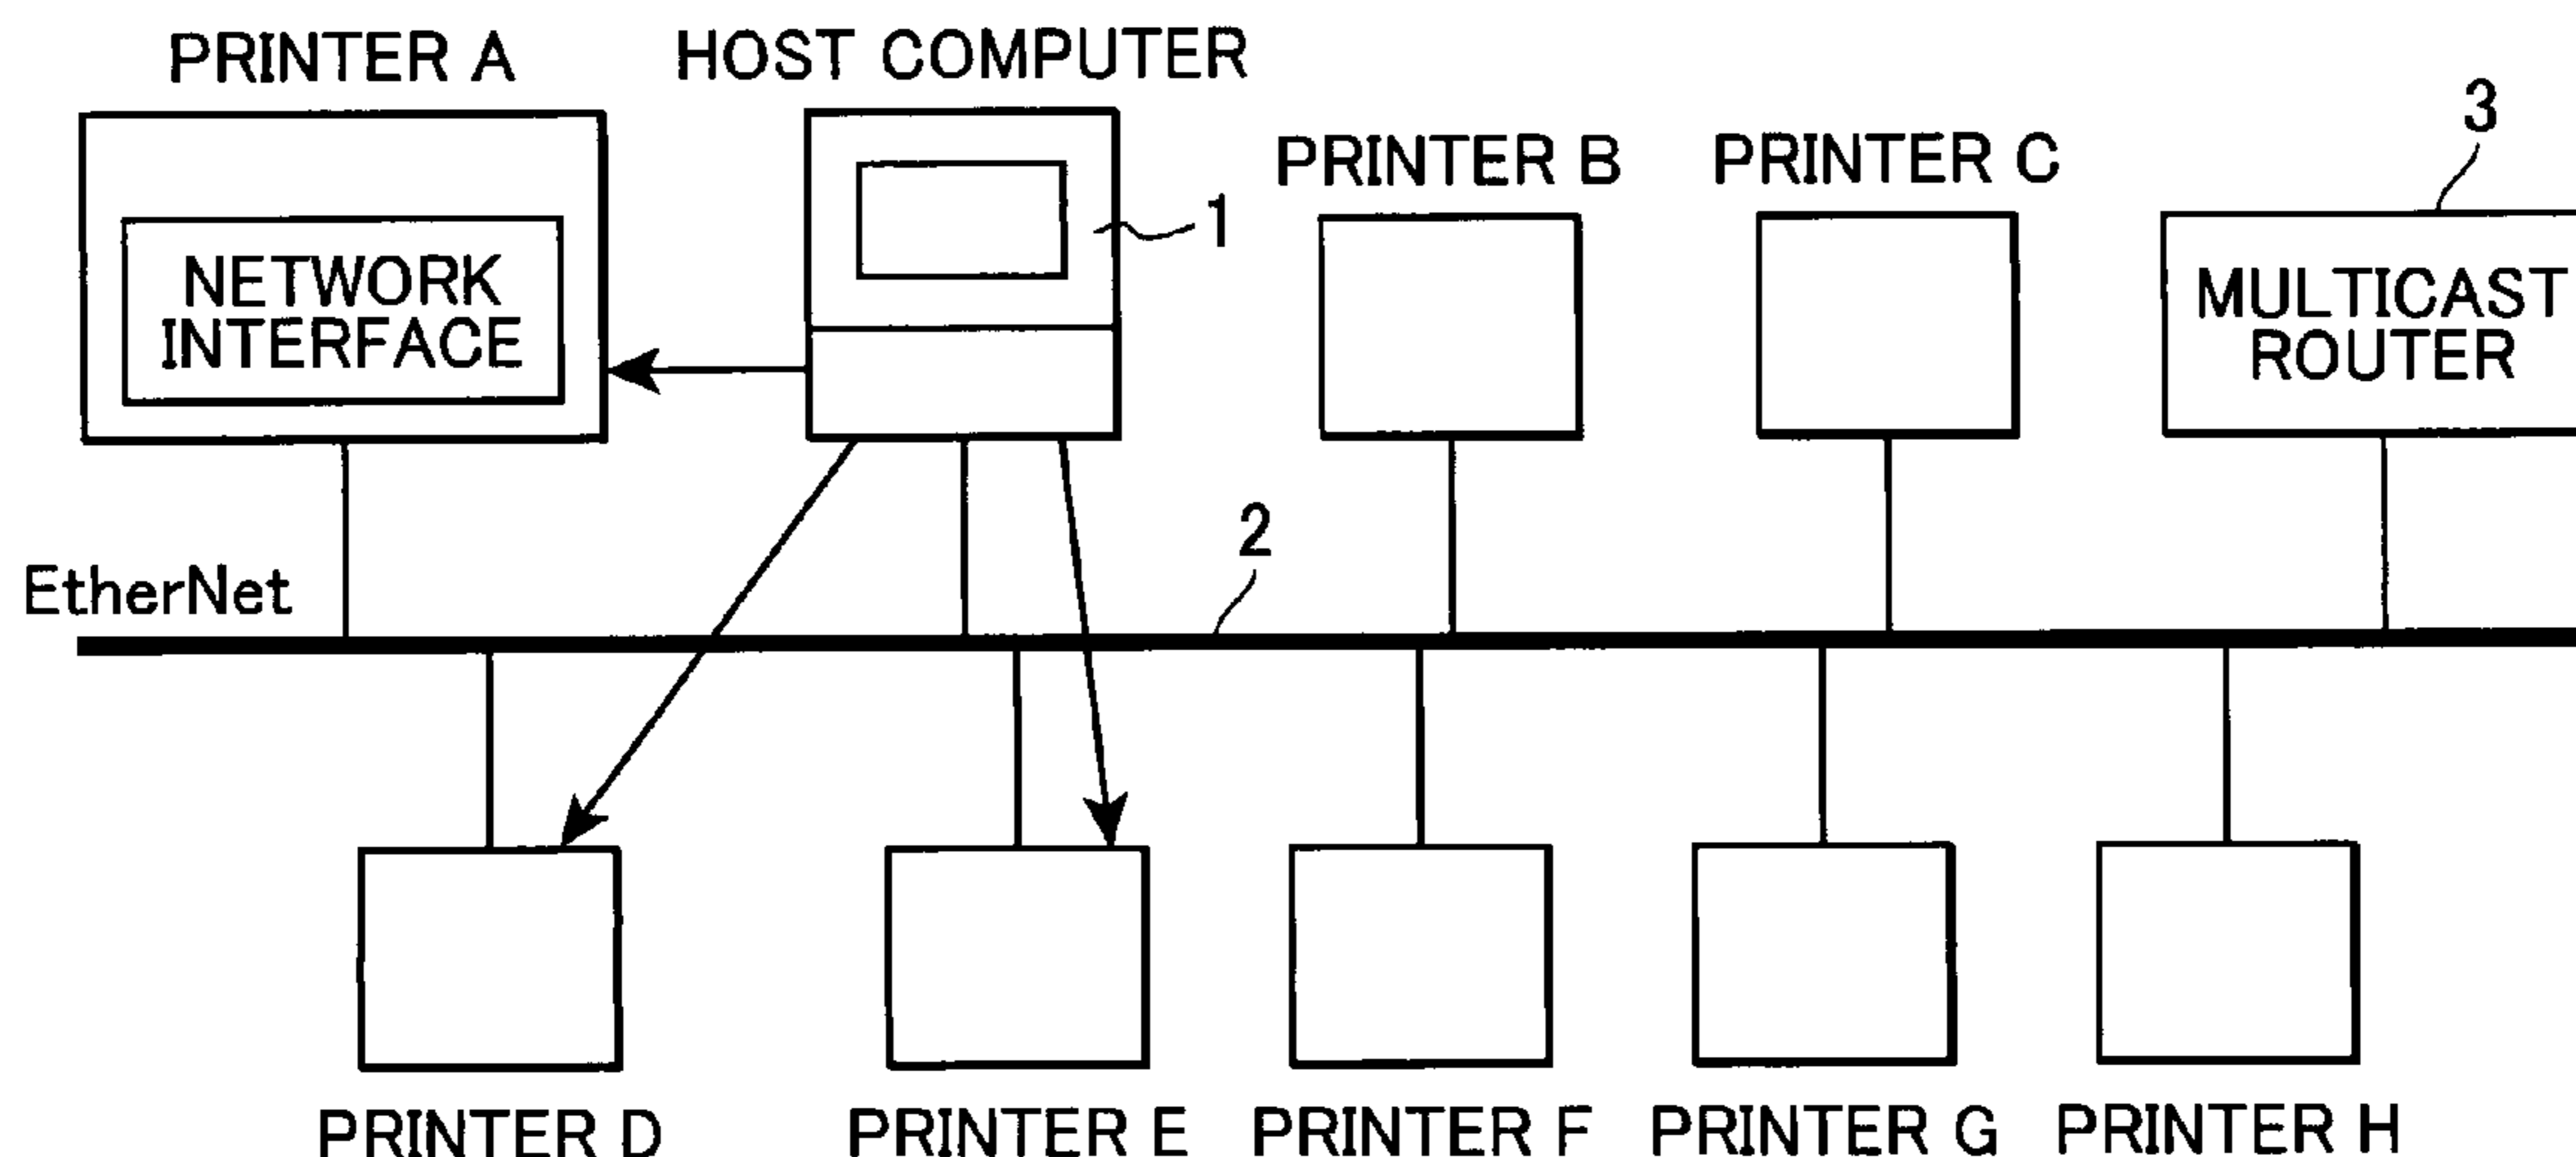 PRINTER A
HOST COMPUTER
3
PRINTER B
PRINTER C
1
NETWORK
INTERFACE
MULTICAST
ROUTER
2
EtherNet
PRINTER D
PRINTER E
PRINTER F
PRINTER G
PRINTER H